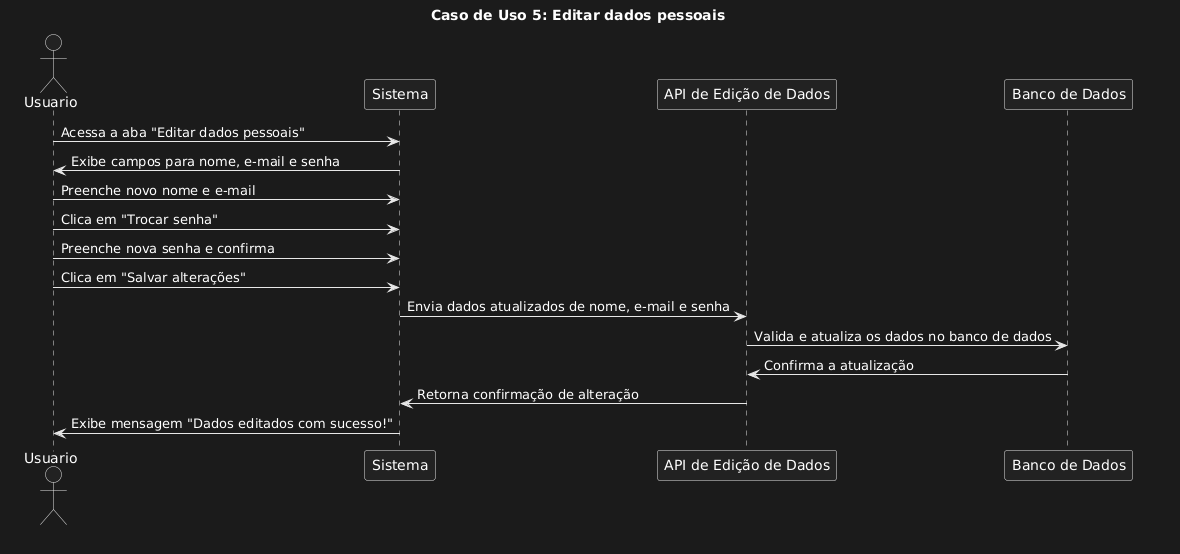 Caso de Uso 5: Editar dados pessoais
Usuario
Sistema
API de Edição de Dados
Banco de Dados
Acessa a aba "Editar dados pessoais"
Exibe campos para nome, e-mail e senha
Preenche novo nome e e-mail
Clica em "Trocar senha"
Preenche nova senha e confirma
Clica em "Salvar alterações"
Envia dados atualizados de nome, e-mail e senha
Valida e atualiza os dados no banco de dados
Confirma a atualização
Retorna confirmação de alteração
Exibe mensagem "Dados editados com sucesso!"
Usuario
Sistema
API de Edição de Dados
Banco de Dados